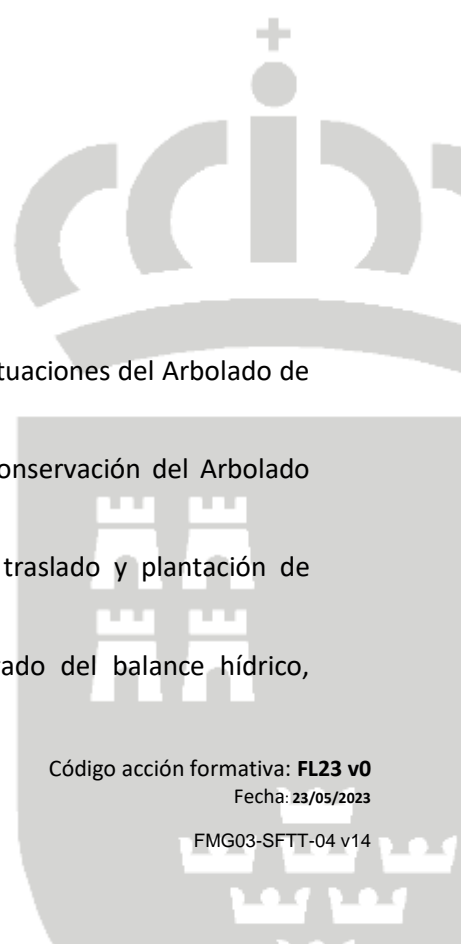 tuaciones del Arbolado de
onservación del Arbolado
traslado y plantación de
ado del balance hídrico,
Código acción formativa: FL23 v0
Fecha: 23/05/2023
FMG03-SFTT-04 v14